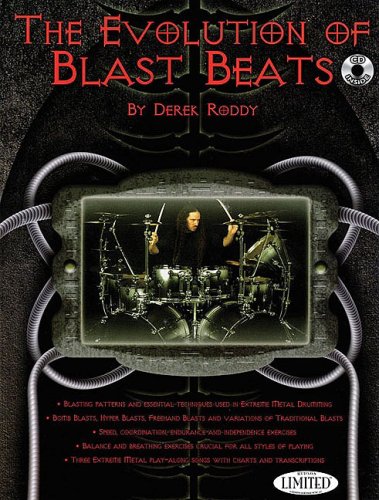 The Evolution of
Blast Beats
CD
INSIDE
By Derek Roddy
• Blasting patterns and essential techniques used in Extreme Metal Drumming
• Bomb Blasts, Hyper Blasts, Freehand Blasts and variations of Traditional Blasts
• Speed, coordination, endurance and independence exercises
• Balance and breathing exercises crucial for all styles of playing
• Three Extreme Metal play-along songs with charts and transcriptions
HUDSON
LIMITED